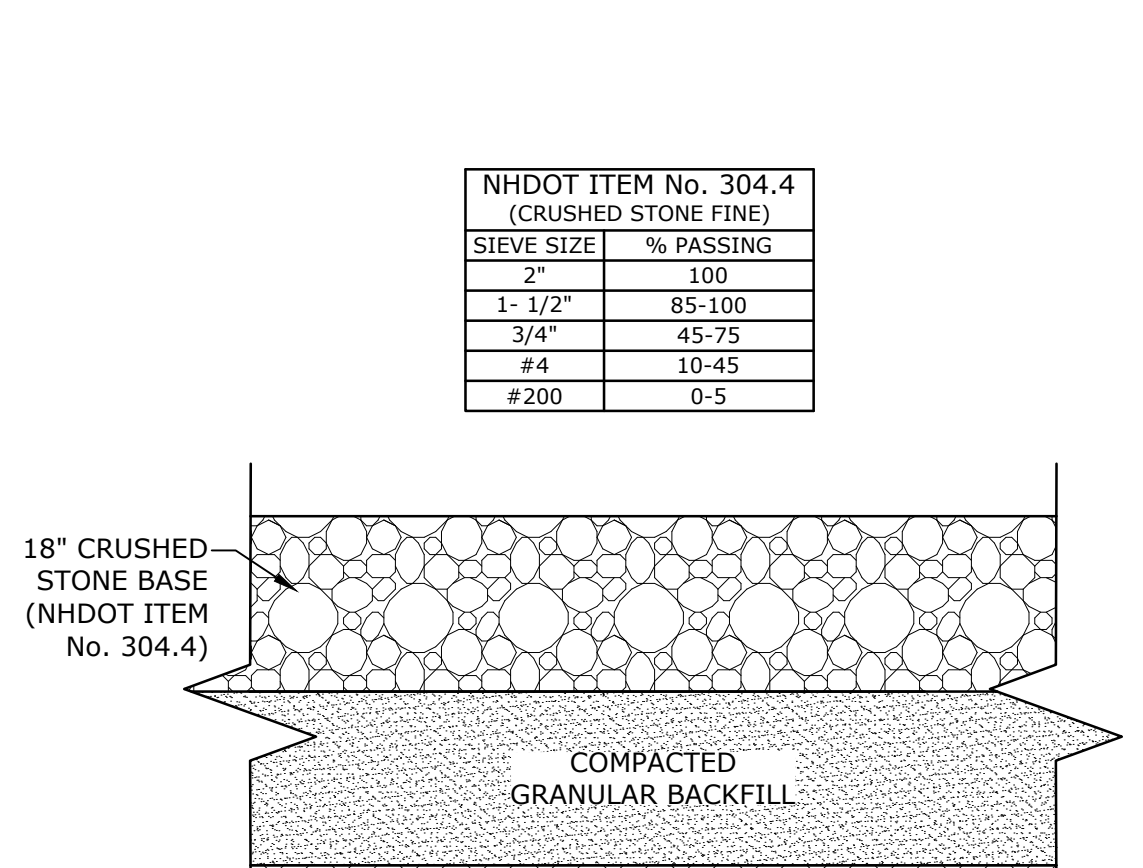 NHDOT ITEM No. 304.4
(CRUSHED STONE FINE)
SIEVE SIZE % PASSING
2" 100
1- 1/2" 85-100
3/4" 45-75
#4 10-45
#200 0-5
18" CRUSHED
STONE BASE
(NHDOT ITEM
No. 304.4)
COMPACTED
GRANULAR BACKFILL